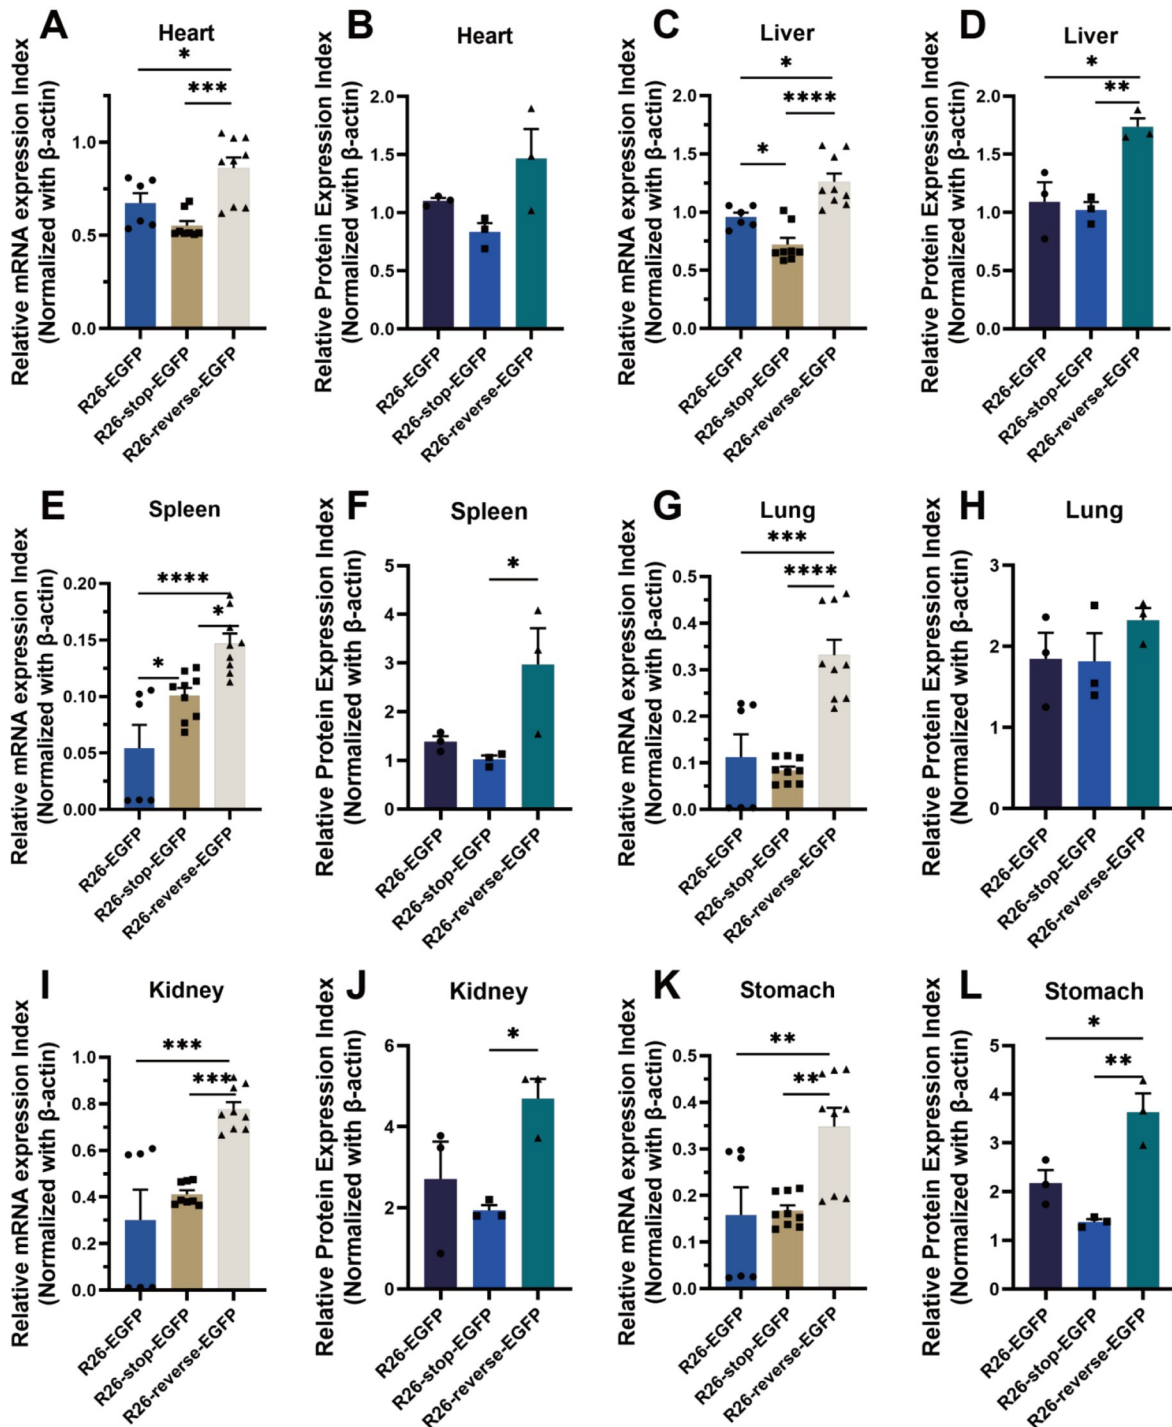 A
Heart
Relative mRNA expression Index
(Normalized with β-actin)
*
***
1.0
0.5
0.0
R26-EGFP
R26-stop-EGFP
R26-reverse-EGFP
B
Heart
Relative Protein Expression Index
(Normalized with β-actin)
2.0
1.5
1.0
0.5
0.0
R26-EGFP
R26-stop-EGFP
R26-reverse-EGFP
C
Liver
Relative mRNA expression Index
(Normalized with β-actin)
*
****
*
2.0
1.5
1.0
0.5
0.0
R26-EGFP
R26-stop-EGFP
R26-reverse-EGFP
D
Liver
Relative Protein Expression Index
(Normalized with β-actin)
*
**
2.0
1.5
1.0
0.5
0.0
R26-EGFP
R26-stop-EGFP
R26-reverse-EGFP
E
Spleen
Relative mRNA expression Index
(Normalized with β-actin)
****
*
*
0.20
0.15
0.10
0.05
0.00
R26-EGFP
R26-stop-EGFP
R26-reverse-EGFP
F
Spleen
Relative Protein Expression Index
(Normalized with β-actin)
*
5
4
3
2
1
0
R26-EGFP
R26-stop-EGFP
R26-reverse-EGFP
G
Lung
Relative mRNA expression Index
(Normalized with β-actin)
***
****
0.5
0.4
0.3
0.2
0.1
0.0
R26-EGFP
R26-stop-EGFP
R26-reverse-EGFP
H
Lung
Relative Protein Expression Index
(Normalized with β-actin)
3
2
1
0
R26-EGFP
R26-stop-EGFP
R26-reverse-EGFP
I
Kidney
Relative mRNA expression Index
(Normalized with β-actin)
***
***
1.0
0.8
0.6
0.4
0.2
0.0
R26-EGFP
R26-stop-EGFP
R26-reverse-EGFP
J
Kidney
Relative Protein Expression Index
(Normalized with β-actin)
*
6
4
2
0
R26-EGFP
R26-stop-EGFP
R26-reverse-EGFP
K
Stomach
Relative mRNA expression Index
(Normalized with β-actin)
**
**
0.5
0.4
0.3
0.2
0.1
0.0
R26-EGFP
R26-stop-EGFP
R26-reverse-EGFP
L
Stomach
Relative Protein Expression Index
(Normalized with β-actin)
*
**
5
4
3
2
1
0
R26-EGFP
R26-stop-EGFP
R26-reverse-EGFP